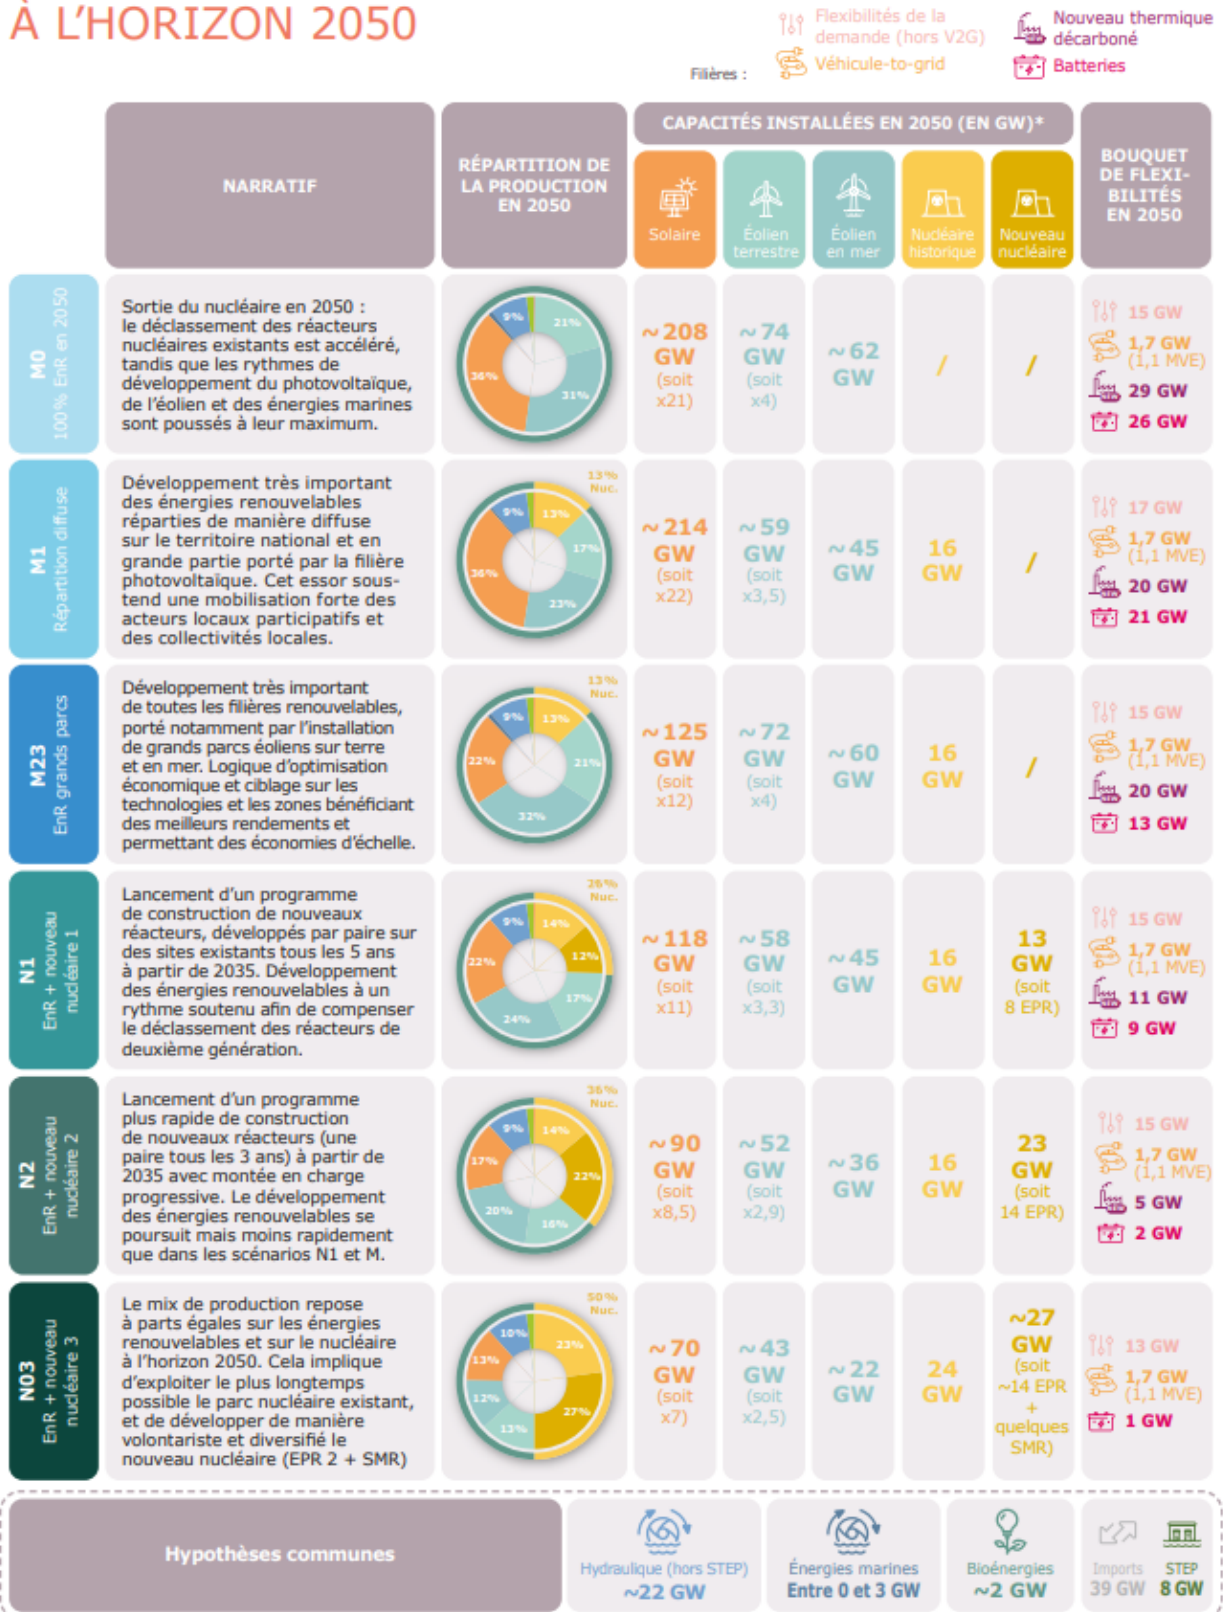 À L'HORIZON 2050
Filières :
Flexibilités de la
demande (hors V2G)
Véhicule-to-grid
Nouveau thermique
décarboné
Batteries
NARRATIF
RÉPARTITION DE
LA PRODUCTION
EN 2050
CAPACITÉS INSTALLÉES EN 2050 (EN GW)*
Solaire
Éolien
terrestre
Éolien
en mer
Nucléaire
historique
Nouveau
nucléaire
BOUQUET
DE FLEXI-
BILITÉS
EN 2050
M0
100% EnR en 2050
Sortie du nucléaire en 2050 :
le déclassement des réacteurs
nucléaires existants est accéléré,
tandis que les rythmes de
développement du photovoltaïque,
de l'éolien et des énergies marines
sont poussés à leur maximum.
9%
21%
36%
31%
~208
GW
(soit
x21)
~74
GW
(soit
x4)
~62
GW
/
/
15 GW
1,7 GW
(1,1 MVE)
29 GW
26 GW
M1
Répartition diffuse
Développement très important
des énergies renouvelables
réparties de manière diffuse
sur le territoire national et en
grande partie porté par la filière
photovoltaïque. Cet essor sous-
tend une mobilisation forte des
acteurs locaux participatifs et
des collectivités locales.
13%
Nuc.
9%
13%
17%
36%
23%
~214
GW
(soit
x22)
~59
GW
(soit
x3,5)
~45
GW
16
GW
/
17 GW
1,7 GW
(1,1 MVE)
20 GW
21 GW
M23
EnR grands parcs
Développement très important
de toutes les filières renouvelables,
porté notamment par l'installation
de grands parcs éoliens sur terre
et en mer. Logique d'optimisation
économique et ciblage sur les
technologies et les zones bénéficiant
des meilleurs rendements et
permettant des économies d'échelle.
13%
Nuc.
9%
13%
22%
21%
32%
~125
GW
(soit
x12)
~72
GW
(soit
x4)
~60
GW
16
GW
/
15 GW
1,7 GW
(1,1 MVE)
20 GW
13 GW
N1
EnR + nouveau
nucléaire 1
Lancement d'un programme
de construction de nouveaux
réacteurs, développés par paire sur
des sites existants tous les 5 ans
à partir de 2035. Développement
des énergies renouvelables à un
rythme soutenu afin de compenser
le déclassement des réacteurs de
deuxième génération.
26%
Nuc.
9%
14%
22%
12%
17%
24%
~118
GW
(soit
x11)
~58
GW
(soit
x3,3)
~45
GW
16
GW
13
GW
(soit
8 EPR)
15 GW
1,7 GW
(1,1 MVE)
11 GW
9 GW
N2
EnR + nouveau
nucléaire 2
Lancement d'un programme
plus rapide de construction
de nouveaux réacteurs (une
paire tous les 3 ans) à partir de
2035 avec montée en charge
progressive. Le développement
des énergies renouvelables se
poursuit mais moins rapidement
que dans les scénarios N1 et M.
36%
Nuc.
9%
14%
17%
22%
20%
16%
~90
GW
(soit
x8,5)
~52
GW
(soit
x2,9)
~36
GW
16
GW
23
GW
(soit
14 EPR)
15 GW
1,7 GW
(1,1 MVE)
5 GW
2 GW
N03
EnR + nouveau
nucléaire 3
Le mix de production repose
à parts égales sur les énergies
renouvelables et sur le nucléaire
à l'horizon 2050. Cela implique
d'exploiter le plus longtemps
possible le parc nucléaire existant,
et de développer de manière
volontariste et diversifié le
nouveau nucléaire (EPR 2 + SMR)
50%
Nuc.
10%
23%
13%
12%
27%
13%
~70
GW
(soit
x7)
~43
GW
(soit
x2,5)
~22
GW
24
GW
~27
GW
(soit
~14 EPR
+
quelques
SMR)
13 GW
1,7 GW
(1,1 MVE)
1 GW
Hypothèses communes
Hydraulique (hors STEP)
~22 GW
Énergies marines
Entre 0 et 3 GW
Bioénergies
~2 GW
Imports
39 GW
STEP
8 GW